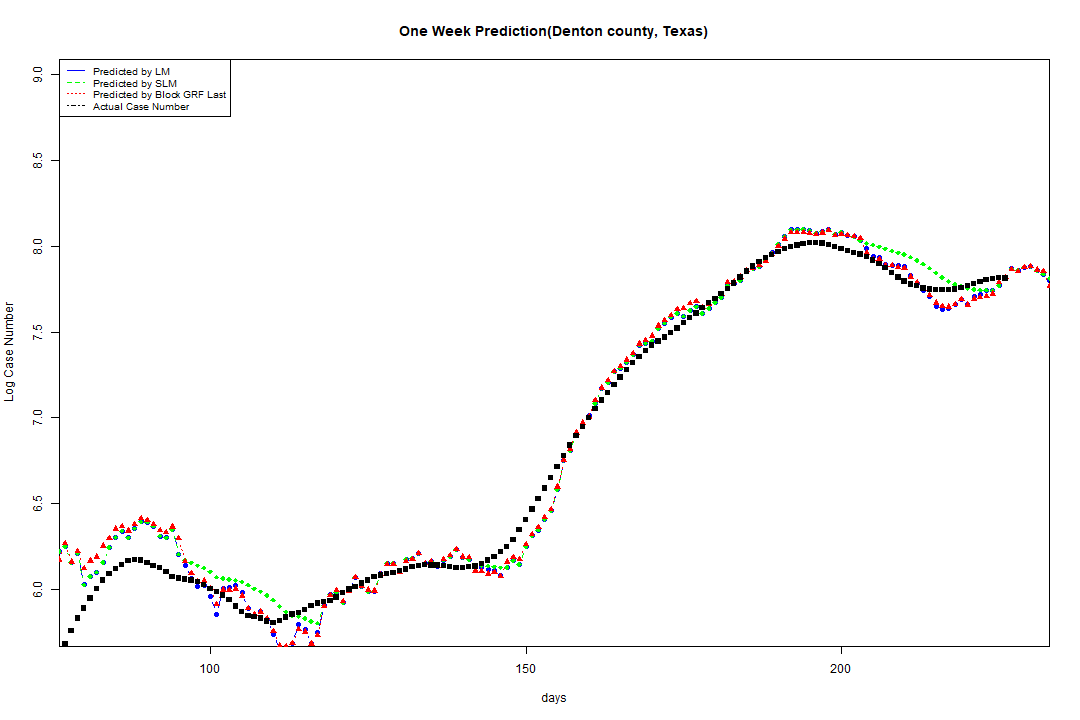 One Week Prediction(Denton county, Texas)
Predicted by LM
Predicted by SLM
Predicted by Block GRF Last
Actual Case Number
9.0
8.5
8.0
7.5
7.0
6.5
6.0
Log Case Number
100
150
200
days